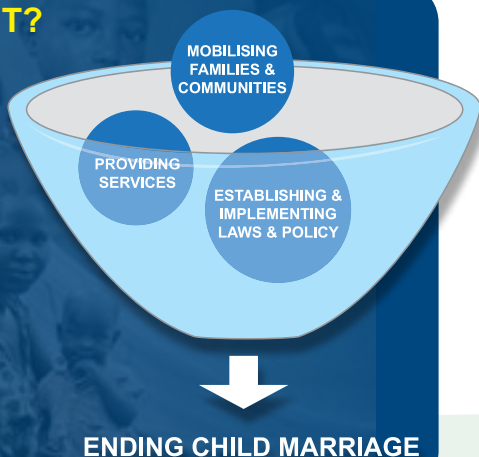 T?
MOBILISING
FAMILIES &
COMMUNITIES
PROVIDING
SERVICES
ESTABLISHING &
IMPLEMENTING
LAWS & POLICY
ENDING CHILD MARRIAGE